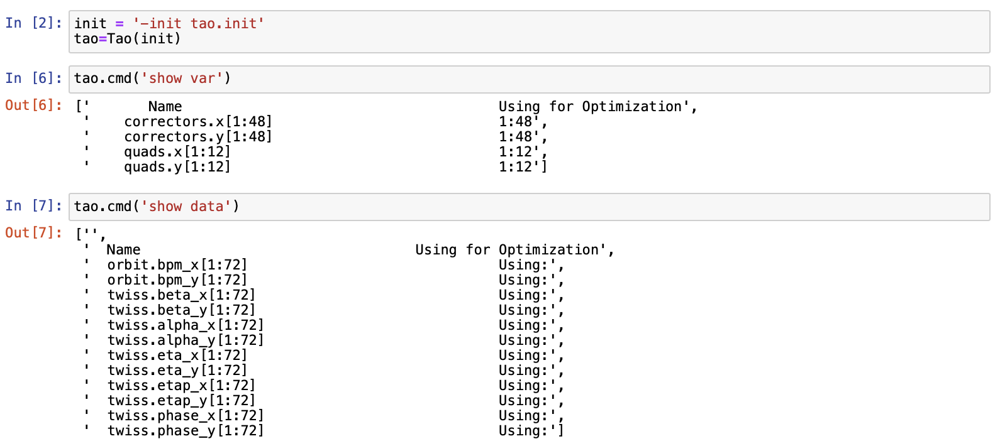 In [2]: init = '-init tao.init'
tao=Tao(init)
In [6]: tao.cmd('show var')
Out[6]: ['      Name                                      Using for Optimization',
'    correctors.x[1:48]                           1:48',
'    correctors.y[1:48]                           1:48',
'    quads.x[1:12]                                1:12',
'    quads.y[1:12]                                1:12']
In [7]: tao.cmd('show data')
Out[7]: ['',
'  Name                                 Using for Optimization',
'  orbit.bpm_x[1:72]                              Using:',
'  orbit.bpm_y[1:72]                              Using:',
'  twiss.beta_x[1:72]                             Using:',
'  twiss.beta_y[1:72]                             Using:',
'  twiss.alpha_x[1:72]                            Using:',
'  twiss.alpha_y[1:72]                            Using:',
'  twiss.eta_x[1:72]                              Using:',
'  twiss.eta_y[1:72]                              Using:',
'  twiss.etap_x[1:72]                             Using:',
'  twiss.etap_y[1:72]                             Using:',
'  twiss.phase_x[1:72]                            Using:',
'  twiss.phase_y[1:72]                            Using:']